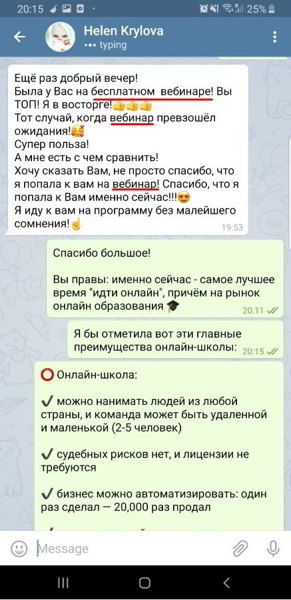 20:15
25%
Helen Krylova
typing
Ещё раз добрый вечер!
Была у Вас на бесплатном вебинаре! Вы
ТОП! Я в восторге!👍👍👍
Тот случай, когда вебинар превзошёл
ожидания!🥰
Супер польза!
А мне есть с чем сравнить!
Хочу сказать Вам, не просто спасибо, что
я попала к вам на вебинар! Спасибо, что я
попала к Вам именно сейчас!!!😍
Я иду к вам на программу без малейшего
сомнения!☝
19:53
Спасибо большое!
Вы правы: именно сейчас - самое лучшее
время "идти онлайн", причём на рынок
онлайн образования 🎓
20:11
Я бы отметила вот эти главные
преимущества онлайн-школы:
20:15
⭕ Онлайн-школа:
✔ можно нанимать людей из любой
страны, и команда может быть удаленной
и маленькой (2-5 человек)
✔ судебных рисков нет, и лицензии не
требуются
✔ бизнес можно автоматизировать: один
раз сделал — 20,000 раз продал
Message